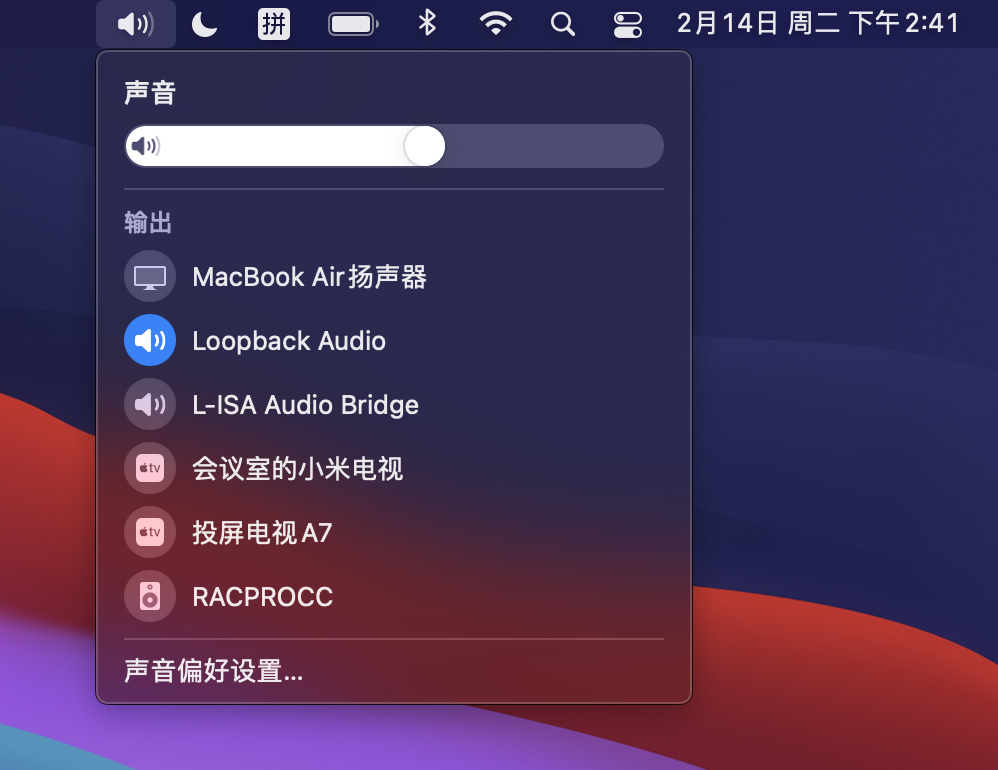 拼 2月14日 周二 下午2:41
声音
输出
MacBook Air扬声器
Loopback Audio
L-ISA Audio Bridge
tv 会议室的小米电视
tv 投屏电视A7
RACPROCC
声音偏好设置...